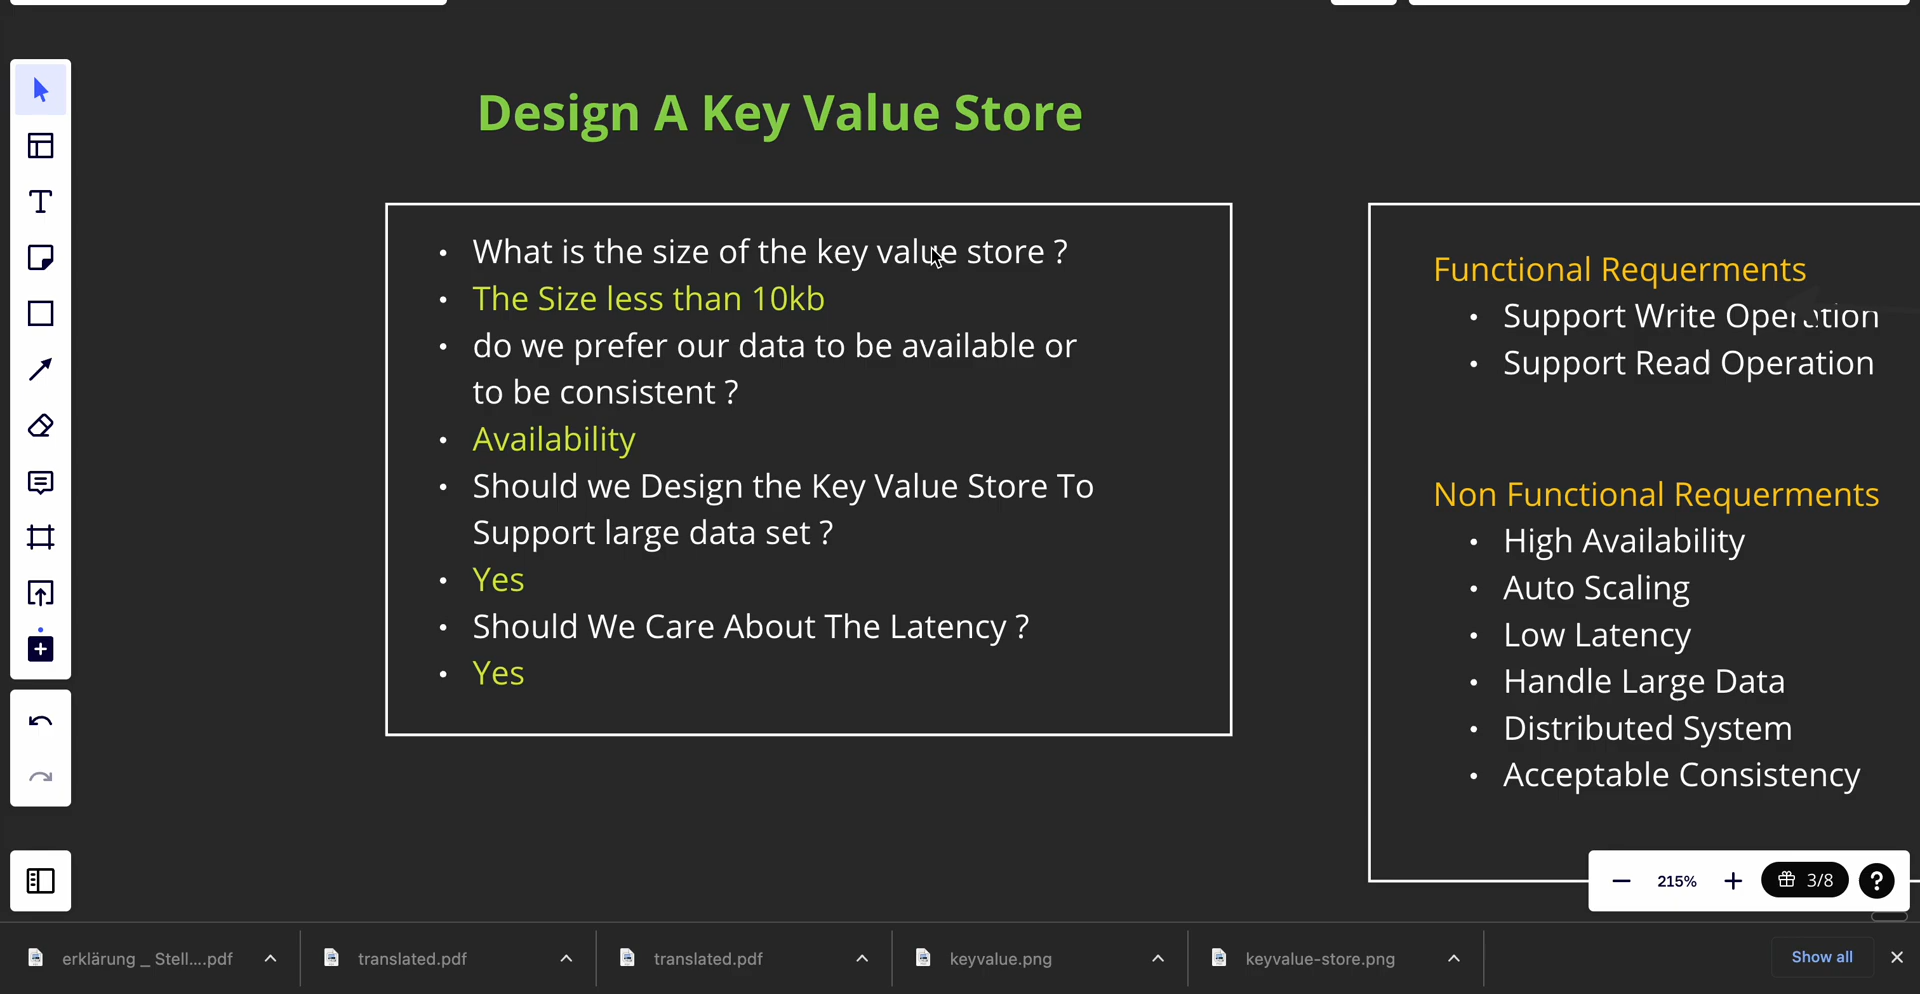 Design A Key Value Store
• What is the size of the key value store ?
• The Size less than 10kb
• do we prefer our data to be available or
to be consistent ?
• Availability
• Should we Design the Key Value Store To
Support large data set ?
• Yes
• Should We Care About The Latency ?
• Yes
Functional Requerments
• Support Write Operation
• Support Read Operation
Non Functional Requerments
• High Availability
• Auto Scaling
• Low Latency
• Handle Large Data
• Distributed System
• Acceptable Consistency
215%
3/8
?
erklärung _ Stell....pdf
translated.pdf
translated.pdf
keyvalue.png
keyvalue-store.png
Show all